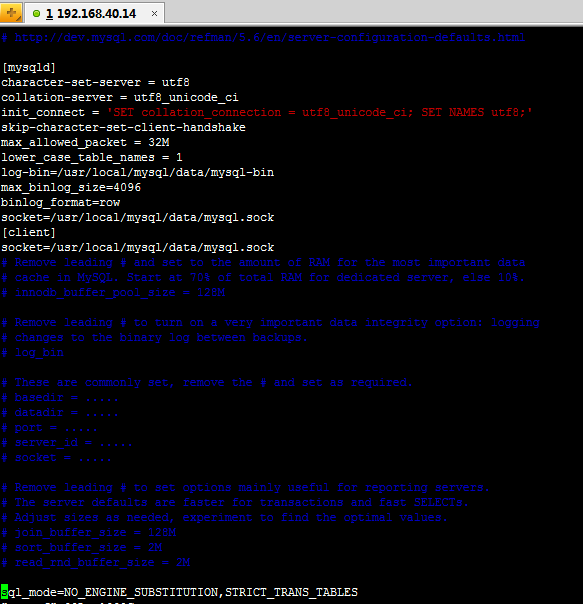 1 192.168.40.14 ×
# http://dev.mysql.com/doc/refman/5.6/en/server-configuration-defaults.html
[mysqld]
character-set-server = utf8
collation-server = utf8_unicode_ci
init_connect = 'SET collation_connection = utf8_unicode_ci; SET NAMES utf8;'
skip-character-set-client-handshake
max_allowed_packet = 32M
lower_case_table_names = 1
log-bin=/usr/local/mysql/data/mysql-bin
max_binlog_size=4096
binlog_format=row
socket=/usr/local/mysql/data/mysql.sock
[client]
socket=/usr/local/mysql/data/mysql.sock
# Remove leading # and set to the amount of RAM for the most important data
# cache in MySQL. Start at 70% of total RAM for dedicated server, else 10%.
# innodb_buffer_pool_size = 128M
# Remove leading # to turn on a very important data integrity option: logging
# changes to the binary log between backups.
# log_bin
# These are commonly set, remove the # and set as required.
# basedir = .....
# datadir = .....
# port = .....
# server_id = .....
# socket = .....
# Remove leading # to set options mainly useful for reporting servers.
# The server defaults are faster for transactions and fast SELECTs.
# Adjust sizes as needed, experiment to find the optimal values.
# join_buffer_size = 128M
# sort_buffer_size = 2M
# read_rnd_buffer_size = 2M
sql_mode=NO_ENGINE_SUBSTITUTION,STRICT_TRANS_TABLES